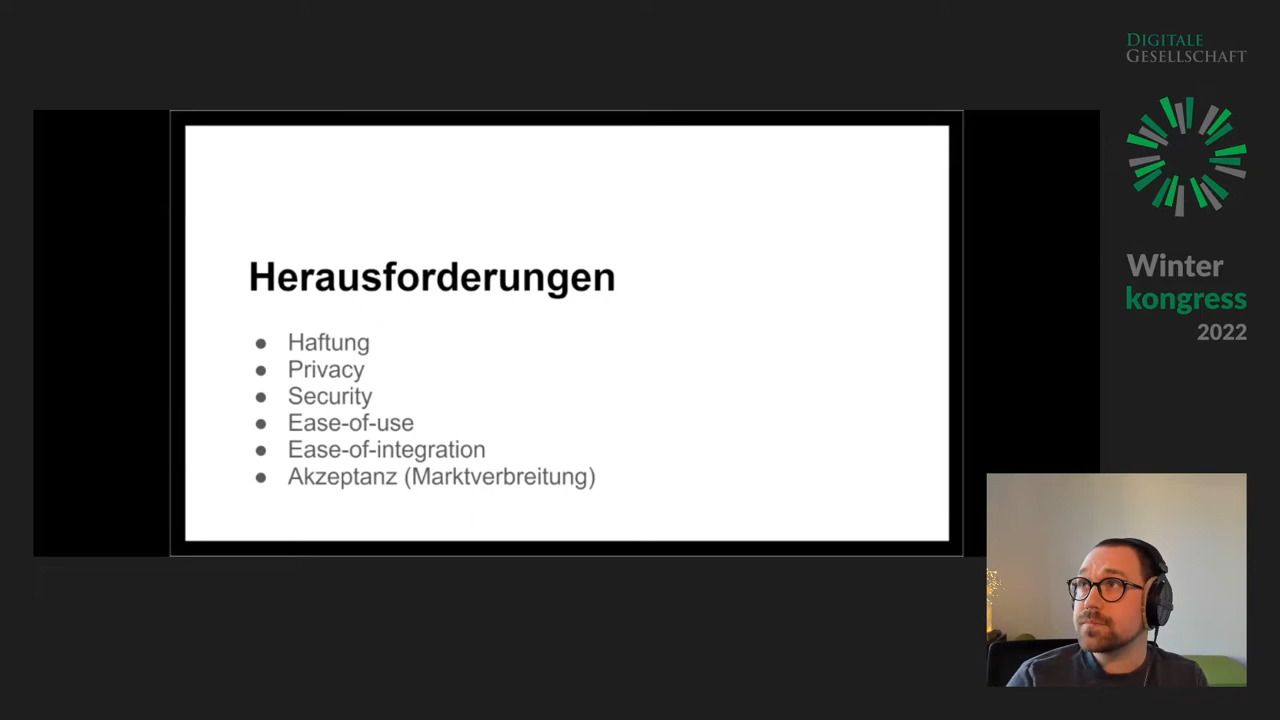 DIGITALE
GESELLSCHAFT
Herausforderungen
● Haftung
● Privacy
● Security
● Ease-of-use
● Ease-of-integration
● Akzeptanz (Marktverbreitung)
Winter
kongress
2022